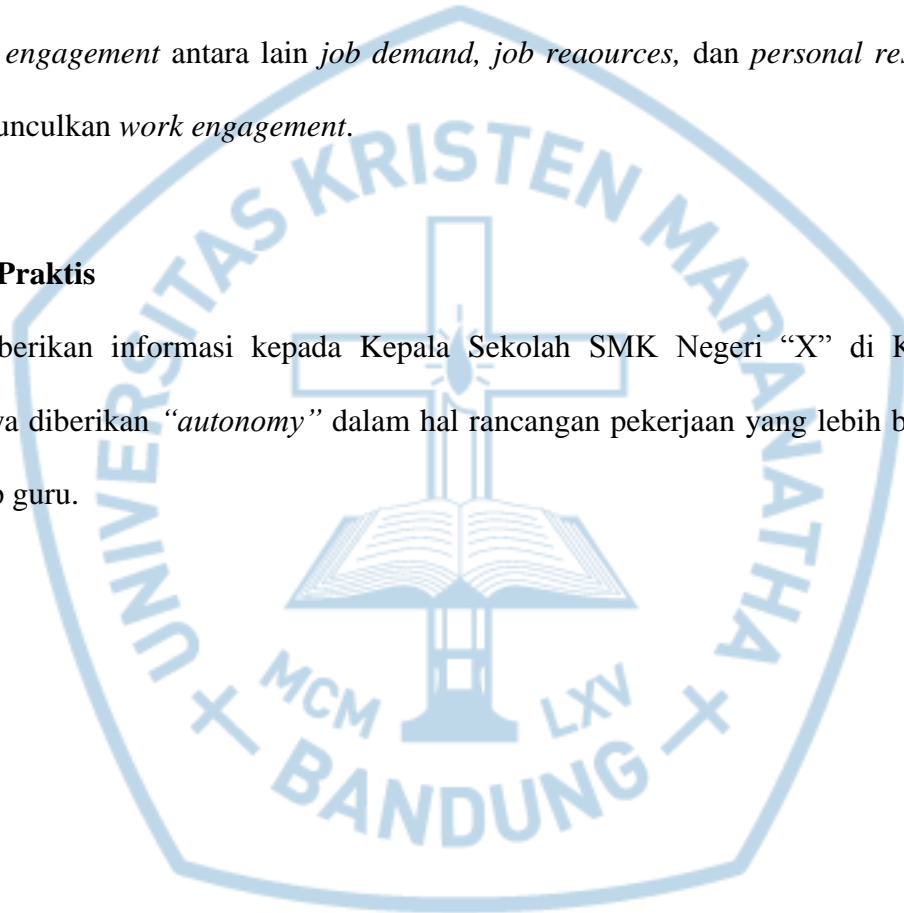 engagement antara lain job demand, job reaources, dan personal res
unculkan work engagement.
Praktis
berikan informasi kepada Kepala Sekolah SMK Negeri “X” di K
ya diberikan “autonomy” dalam hal rancangan pekerjaan yang lebih b
guru.
UNIVERSITAS KRISTEN MARANATHA
MCM LXV
BANDUNG